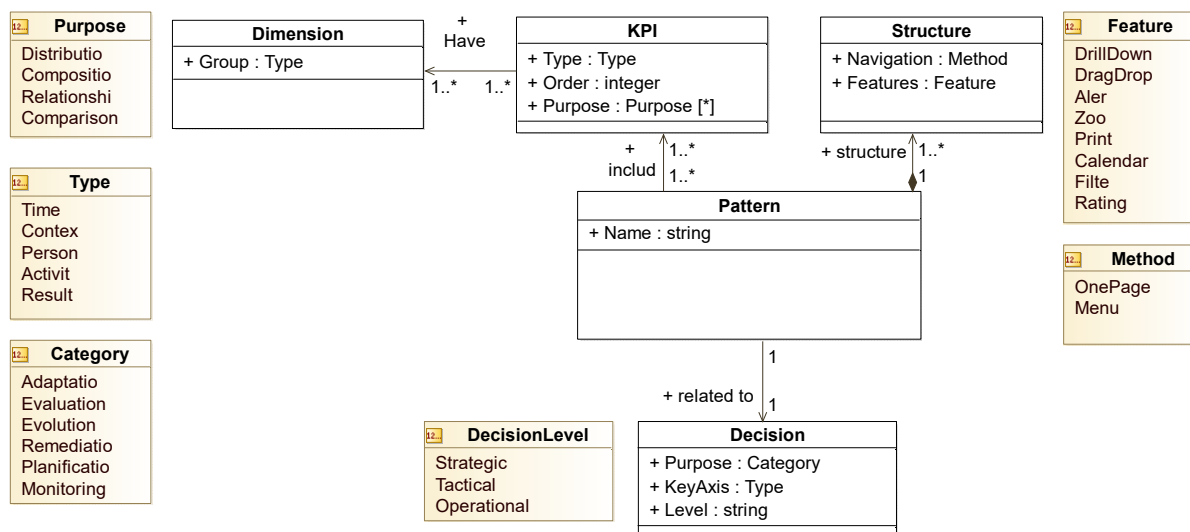 Purpose
Distributio
Compositio
Relationshi
Comparison
Type
Time
Contex
Person
Activit
Result
Category
Adaptatio
Evaluation
Evolution
Remediatio
Planificatio
Monitoring
Dimension
+ Group : Type
+
Have
1..*
1..*
KPI
+ Type : Type
+ Order : integer
+ Purpose : Purpose [*]
Structure
+ Navigation : Method
+ Features : Feature
+
includ
1..*
1..*
+ structure
1..*
1
Pattern
+ Name : string
1
+ related to
1
DecisionLevel
Strategic
Tactical
Operational
Decision
+ Purpose : Category
+ KeyAxis : Type
+ Level : string
Feature
DrillDown
DragDrop
Aler
Zoo
Print
Calendar
Filte
Rating
Method
OnePage
Menu